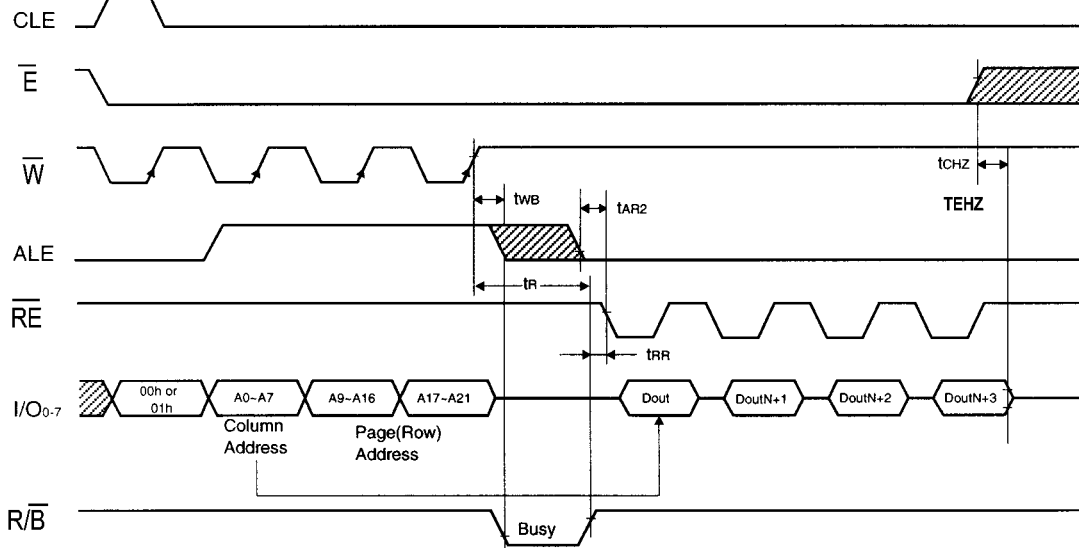 CLE
E
W
tCHZ
tWB
tAR2
TEHZ
ALE
tR
RE
tRR
I/O0-7
00h or
01h
A0~A7
A9~A16
A17~A21
Dout
DoutN+1
DoutN+2
DoutN+3
Column
Address
Page(Row)
Address
R/B
Busy